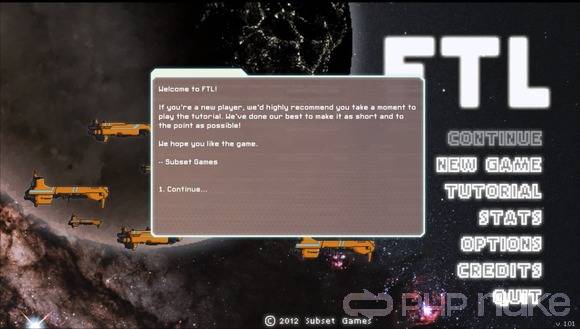 Welcome to FTL!
If you're a new player, we'd highly recommend you take a moment to
play the tutorial. We've done our best to make it as short and to
the point as possible!
We hope you like the game.
-- Subset Games
1. Continue...
FTL
CONTINUE
NEW GAME
TUTORIAL
STATS
OPTIONS
CREDITS
QUIT
PHP nuke
© 2012 Subset Games
v 1.01